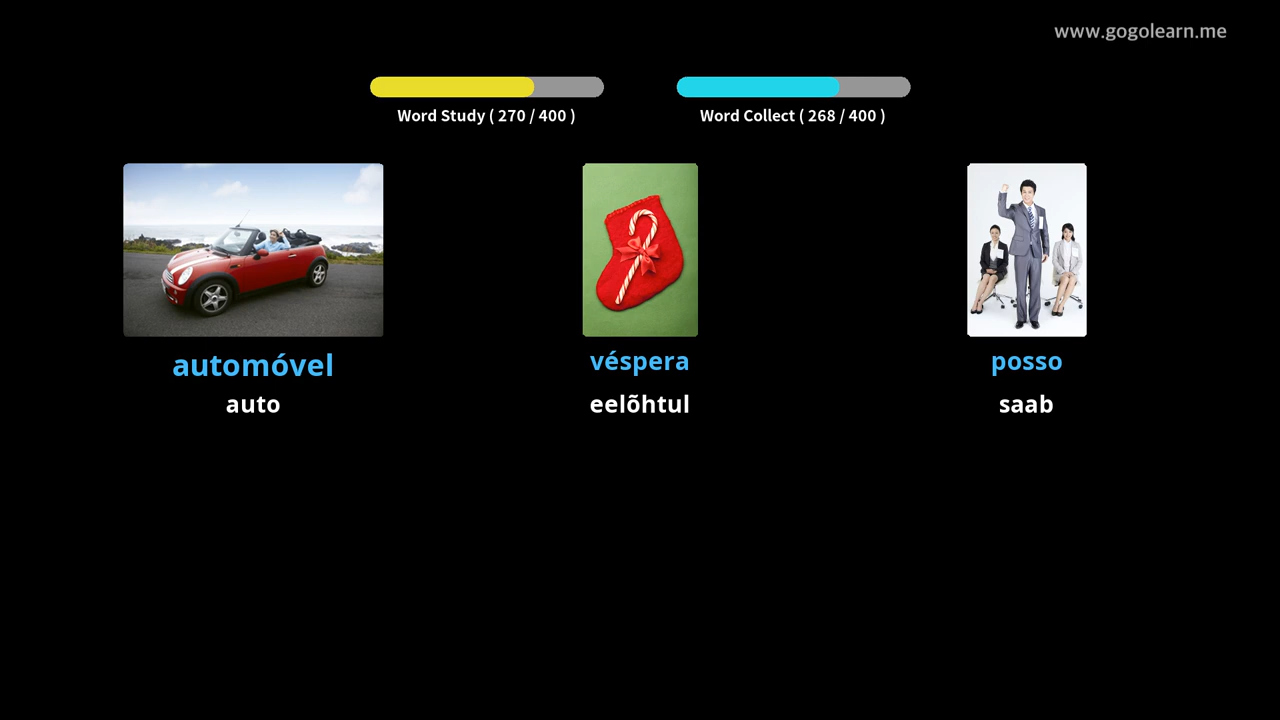 www.gogolearn.me
Word Study ( 270 / 400 )
Word Collect ( 268 / 400 )
automóvel
auto
véspera
eelõhtul
posso
saab